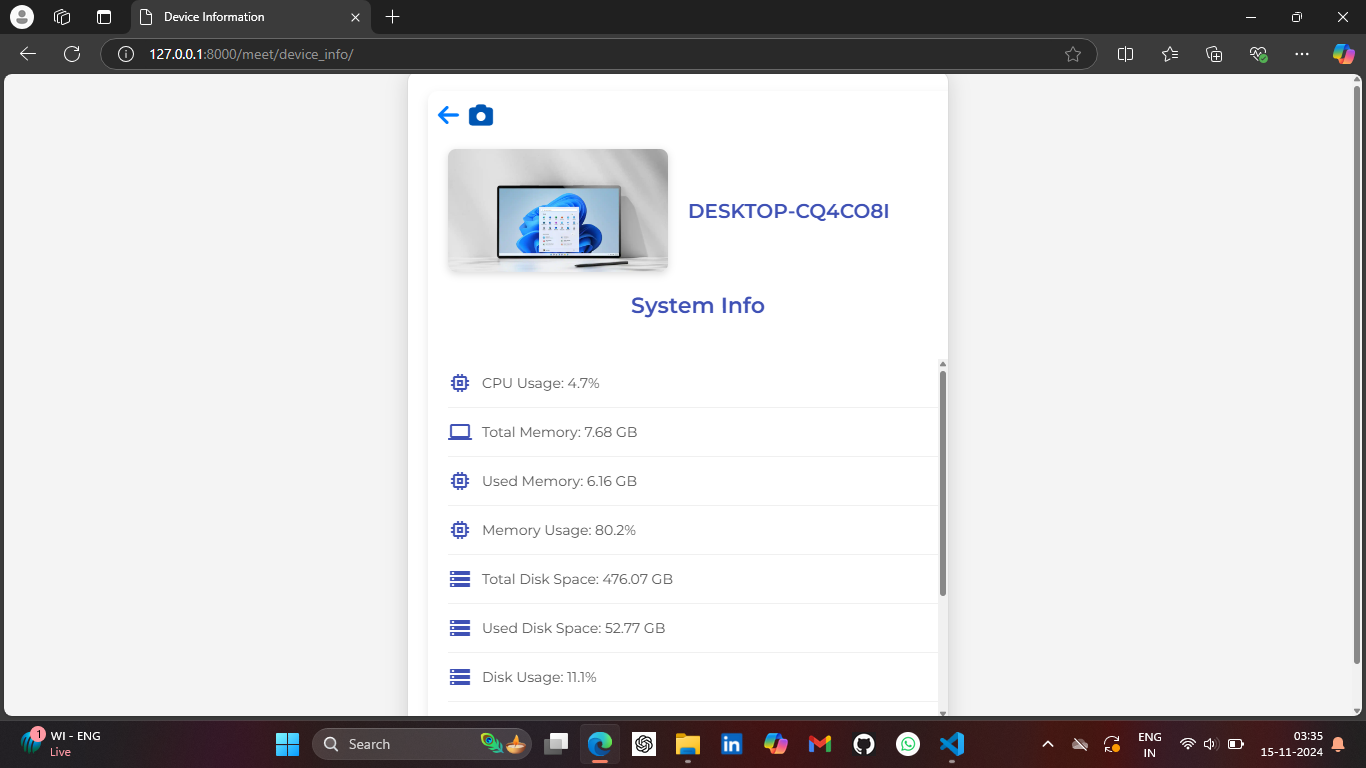 Device Information
127.0.0.1:8000/meet/device_info/
DESKTOP-CQ4CO8I
System Info
CPU Usage: 4.7%
Total Memory: 7.68 GB
Used Memory: 6.16 GB
Memory Usage: 80.2%
Total Disk Space: 476.07 GB
Used Disk Space: 52.77 GB
Disk Usage: 11.1%
1
WI - ENG
Live
Search
ENG
IN
03:35
15-11-2024